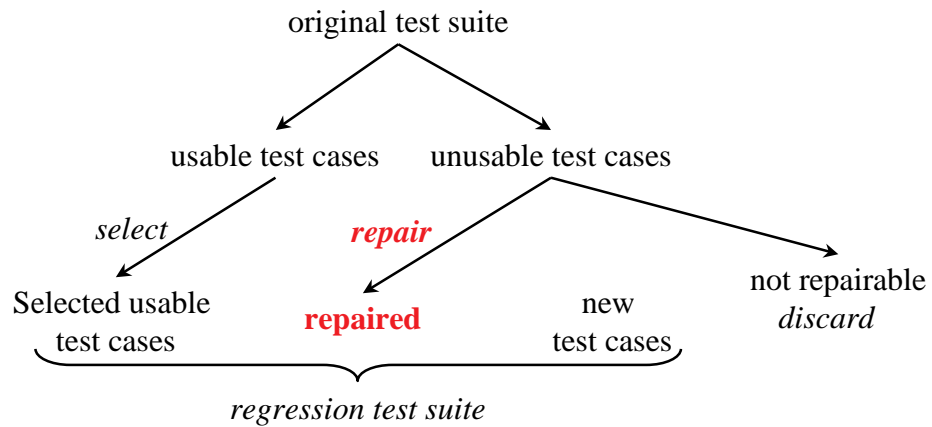 original test suite
usable test cases
unusable test cases
select
repair
Selected usable
test cases
repaired
new
test cases
not repairable
discard
regression test suite